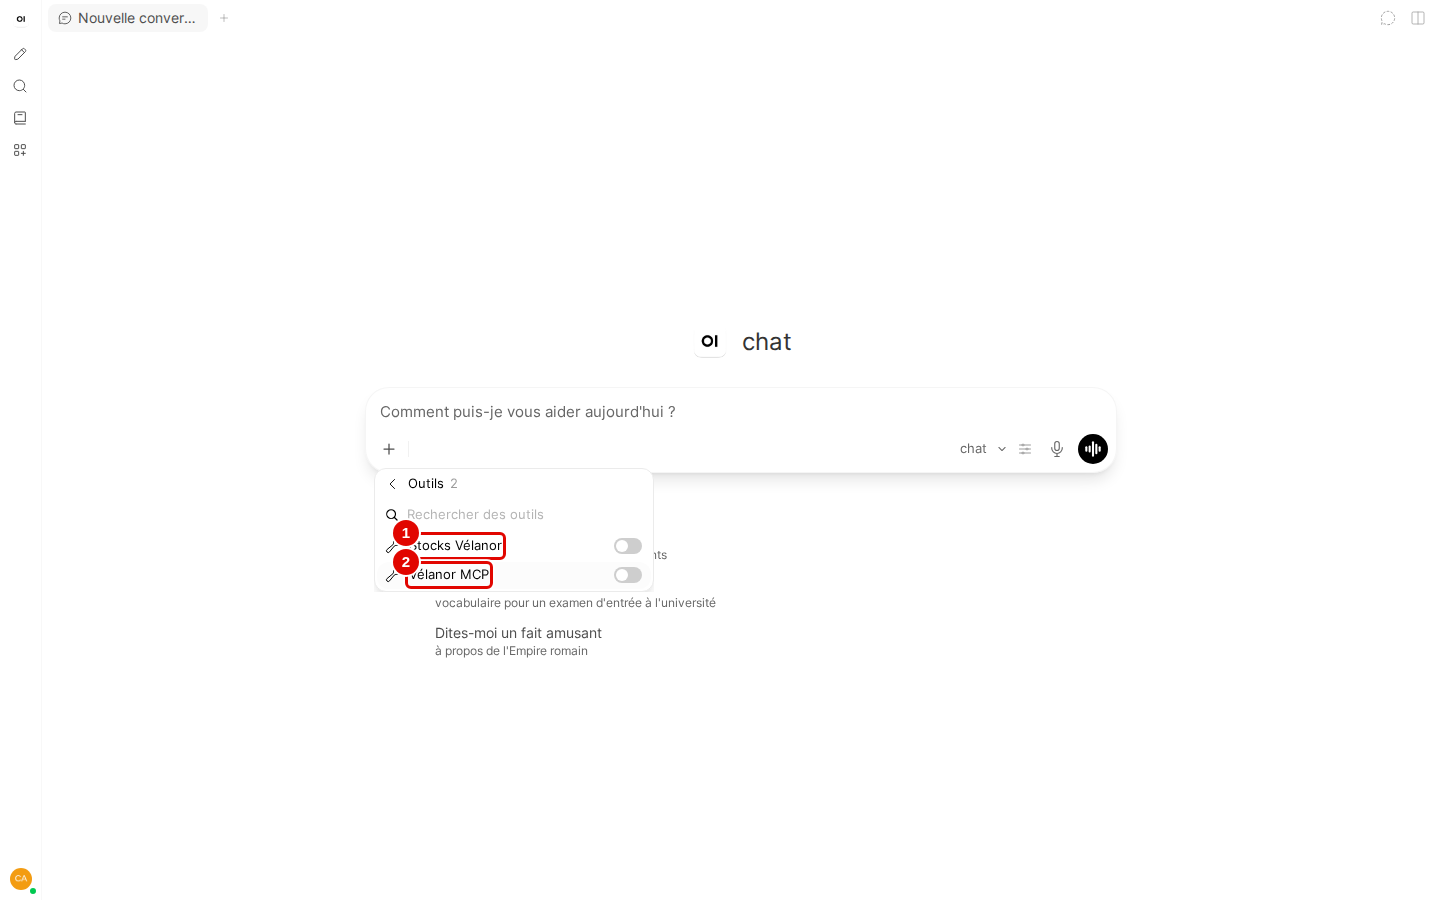 OI
Nouvelle conver...
OI chat
Comment puis-je vous aider aujourd'hui ?
chat
Outils 2
Rechercher des outils
1
Stocks Vélanor
2
Vélanor MCP
nts
vocabulaire pour un examen d'entrée à l'université
Dites-moi un fait amusant
à propos de l'Empire romain
CA